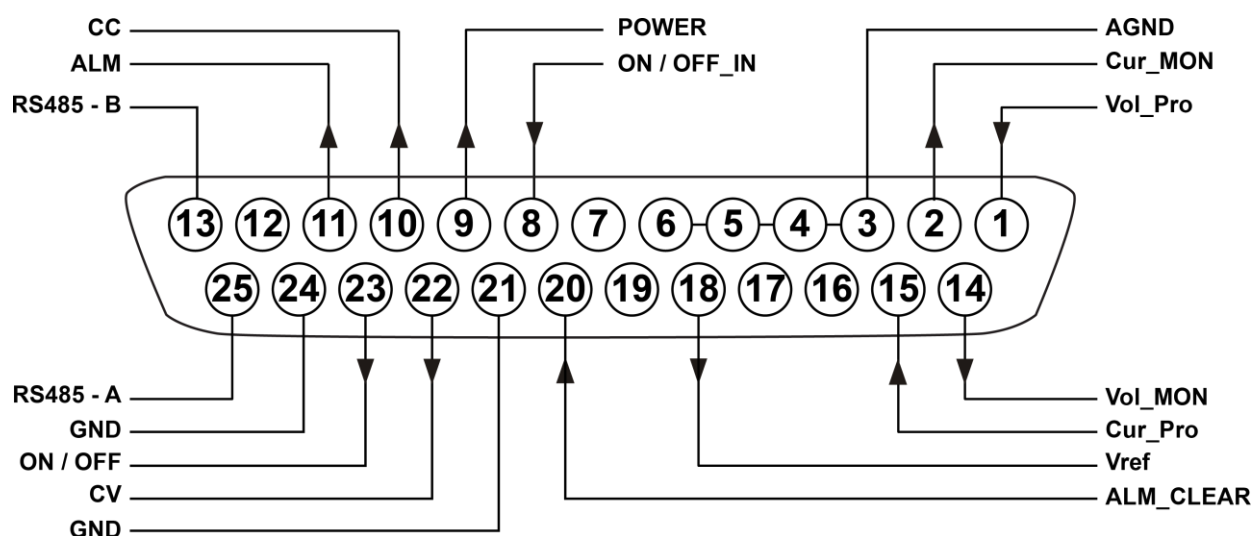 CC
POWER
AGND
ALM
ON / OFF_IN
Cur_MON
RS485 - B
Vol_Pro
13 12 11 10 9 8 7 6 5 4 3 2 1
25 24 23 22 21 20 19 18 17 16 15 14
RS485 - A
Vol_MON
GND
Cur_Pro
ON / OFF
Vref
CV
ALM_CLEAR
GND